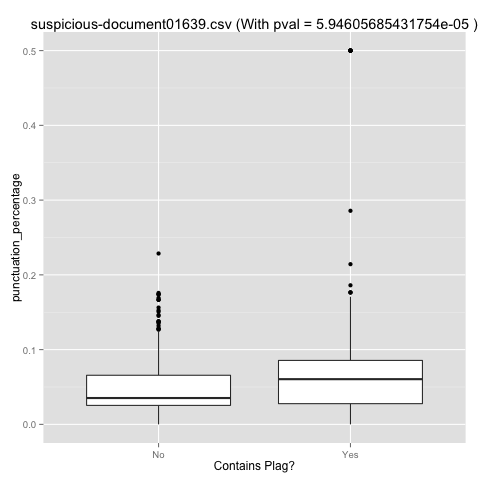 suspicious-document01639.csv (With pval = 5.94605685431754e-05 )
punctuation_percentage
0.5
0.4
0.3
0.2
0.1
0.0
No
Yes
Contains Plag?